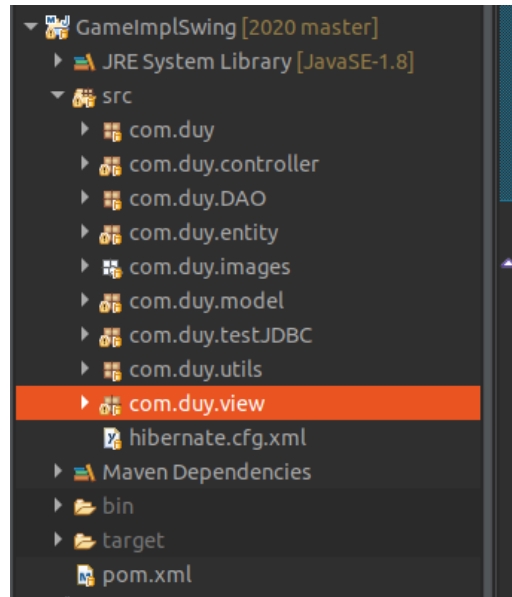 GameImplSwing [2020 master]
JRE System Library [JavaSE-1.8]
src
com.duy
com.duy.controller
com.duy.DAO
com.duy.entity
com.duy.images
com.duy.model
com.duy.testJDBC
com.duy.utils
com.duy.view
hibernate.cfg.xml
Maven Dependencies
bin
target
pom.xml